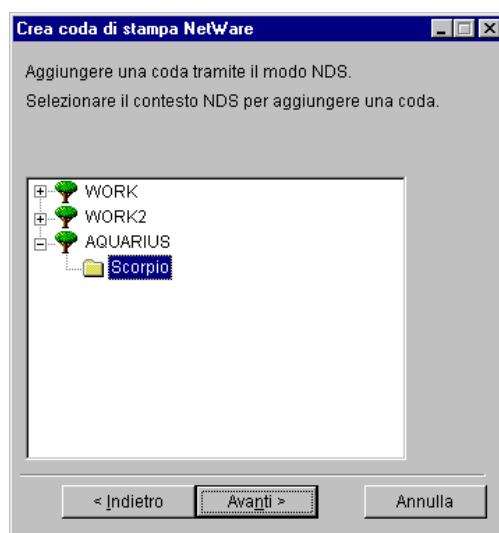 Crea coda di stampa NetWare
Aggiungere una coda tramite il modo NDS.
Selezionare il contesto NDS per aggiungere una coda.
WORK
WORK2
AQUARIUS
Scorpio
< Indietro Avanti > Annulla